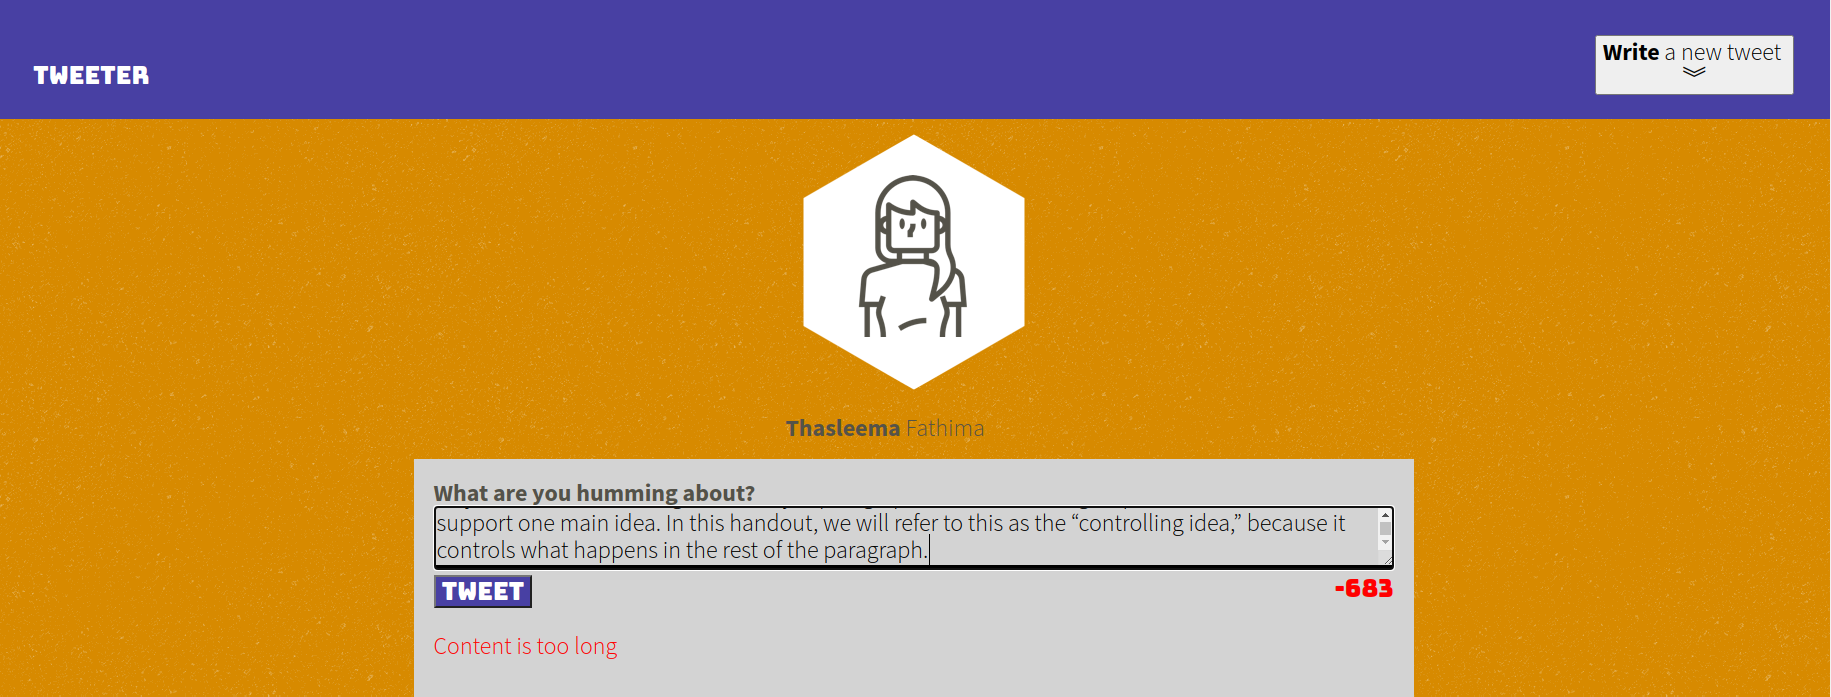 TWEETER
Write a new tweet
Thasleema Fathima
What are you humming about?
support one main idea. In this handout, we will refer to this as the “controlling idea,” because it
controls what happens in the rest of the paragraph.
TWEET
-683
Content is too long